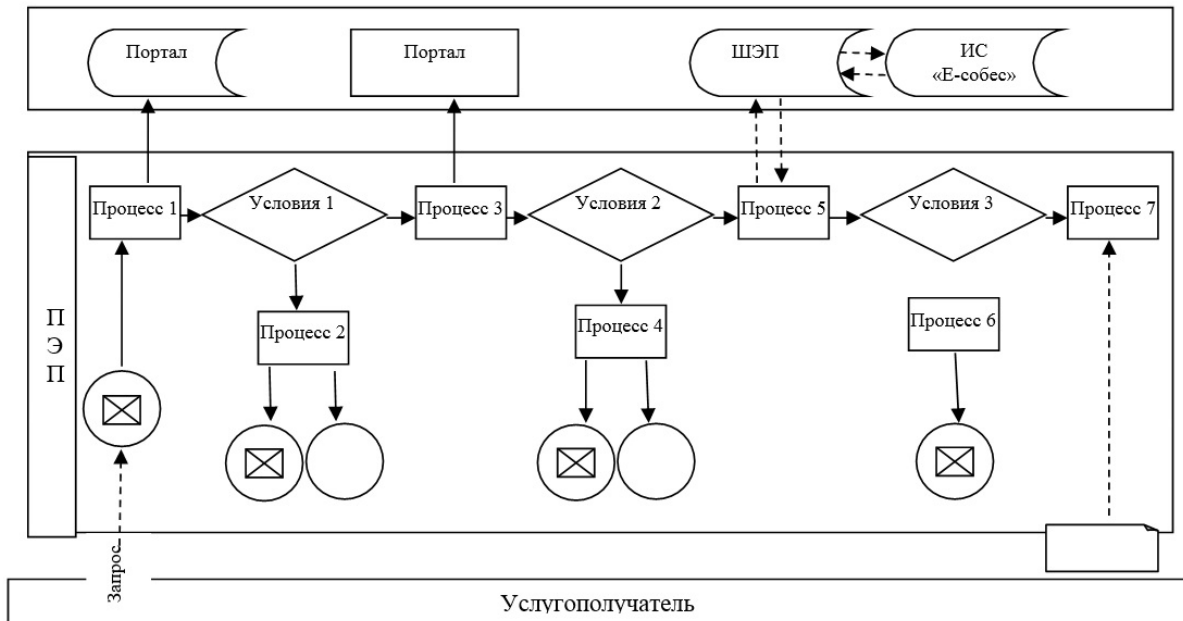 Портал
Портал
ШЭП
ИС
«Е-собес»
Процесс 1
Условия 1
Процесс 3
Условия 2
Процесс 5
Условия 3
Процесс 7
ПЭП
Процесс 2
Процесс 4
Процесс 6
Запрос
Услугополучатель